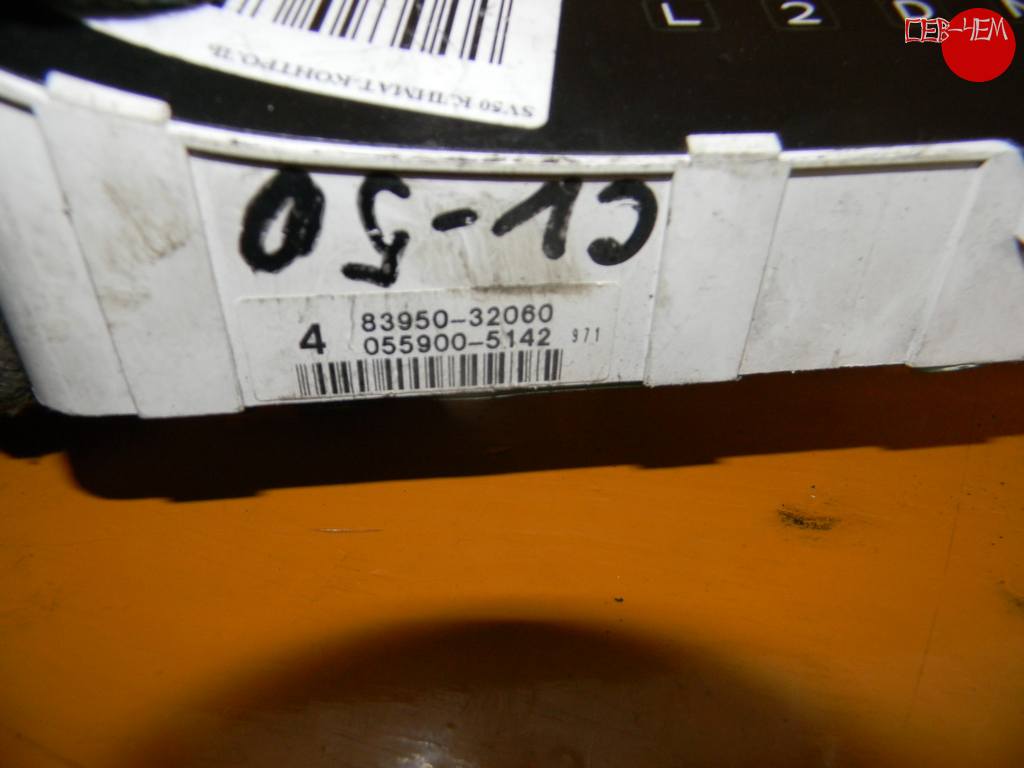 L 2 D
СЕВ-ЧЕМ
SV50 КЛИМАТ-КОНТРОЛЬ
CV-50
4 83950-32060
055900-5142 971